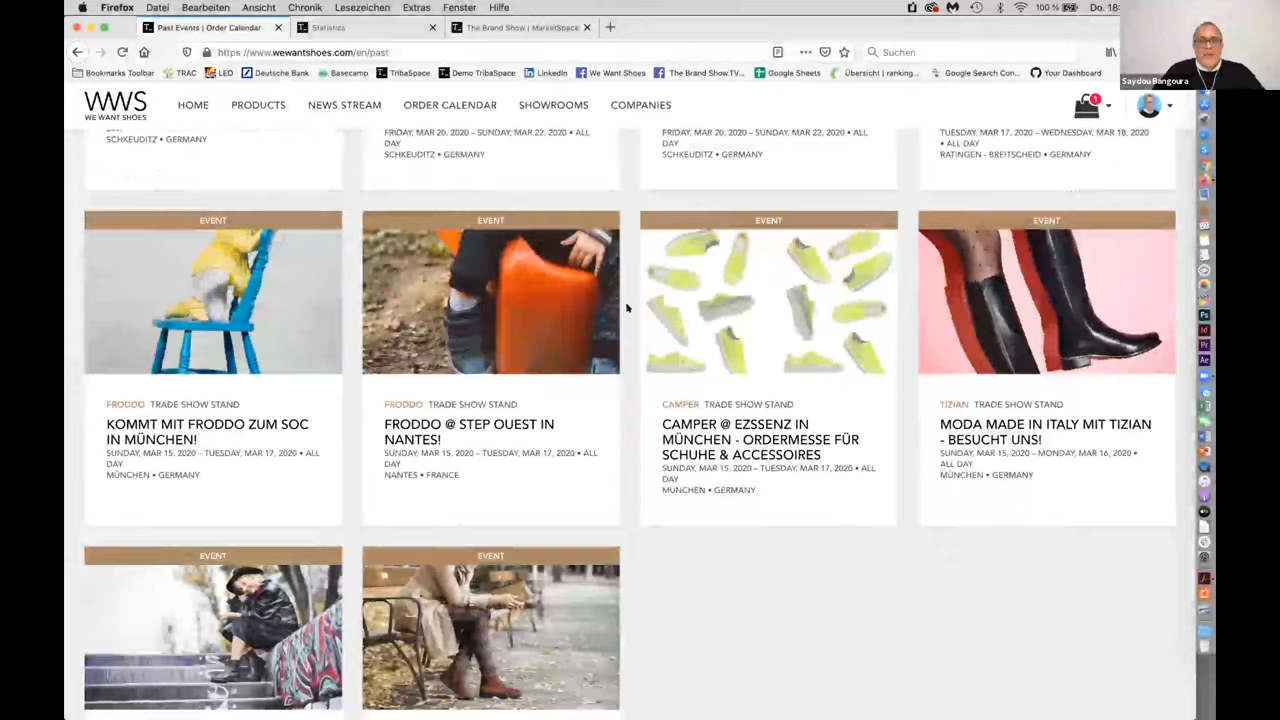 Firefox Datei Bearbeiten Ansicht Chronik Lesezeichen Extras Fenster Hilfe 100 % Do. 18
Past Events | Order Calendar
Statistics
The Brand Show | MarketSpace
https://www.wewantshoes.com/en/past
Suchen
Bookmarks Toolbar TRAC LEO Deutsche Bank Basecamp TribaSpace Demo TribaSpace LinkedIn We Want Shoes The Brand Show.TV... Google Sheets Übersicht | ranking... Google Search Con... Your Dashboard
Saydou Bangoura
WWS
WE WANT SHOES
HOME PRODUCTS NEWS STREAM ORDER CALENDAR SHOWROOMS COMPANIES
1
SCHKEUDITZ • GERMANY
FRIDAY, MAR 20, 2020 – SUNDAY, MAR 22, 2020 • ALL
DAY
SCHKEUDITZ • GERMANY
FRIDAY, MAR 20, 2020 – SUNDAY, MAR 22, 2020 • ALL
DAY
SCHKEUDITZ • GERMANY
TUESDAY, MAR 17, 2020 – WEDNESDAY, MAR 18, 2020
• ALL DAY
RATINGEN - BREITSCHEID • GERMANY
EVENT
FRODDO TRADE SHOW STAND
KOMMT MIT FRODDO ZUM SOC
IN MÜNCHEN!
SUNDAY, MAR 15, 2020 – TUESDAY, MAR 17, 2020 • ALL
DAY
MÜNCHEN • GERMANY
EVENT
FRODDO TRADE SHOW STAND
FRODDO @ STEP OUEST IN
NANTES!
SUNDAY, MAR 15, 2020 – TUESDAY, MAR 17, 2020 • ALL
DAY
NANTES • FRANCE
EVENT
CAMPER TRADE SHOW STAND
CAMPER @ EZSSENZ IN
MÜNCHEN - ORDERMESSE FÜR
SCHUHE & ACCESSOIRES
SUNDAY, MAR 15, 2020 – TUESDAY, MAR 17, 2020 • ALL
DAY
MÜNCHEN • GERMANY
EVENT
TIZIAN TRADE SHOW STAND
MODA MADE IN ITALY MIT TIZIAN
- BESUCHT UNS!
SUNDAY, MAR 15, 2020 – MONDAY, MAR 16, 2020 •
ALL DAY
MÜNCHEN • GERMANY
EVENT
EVENT